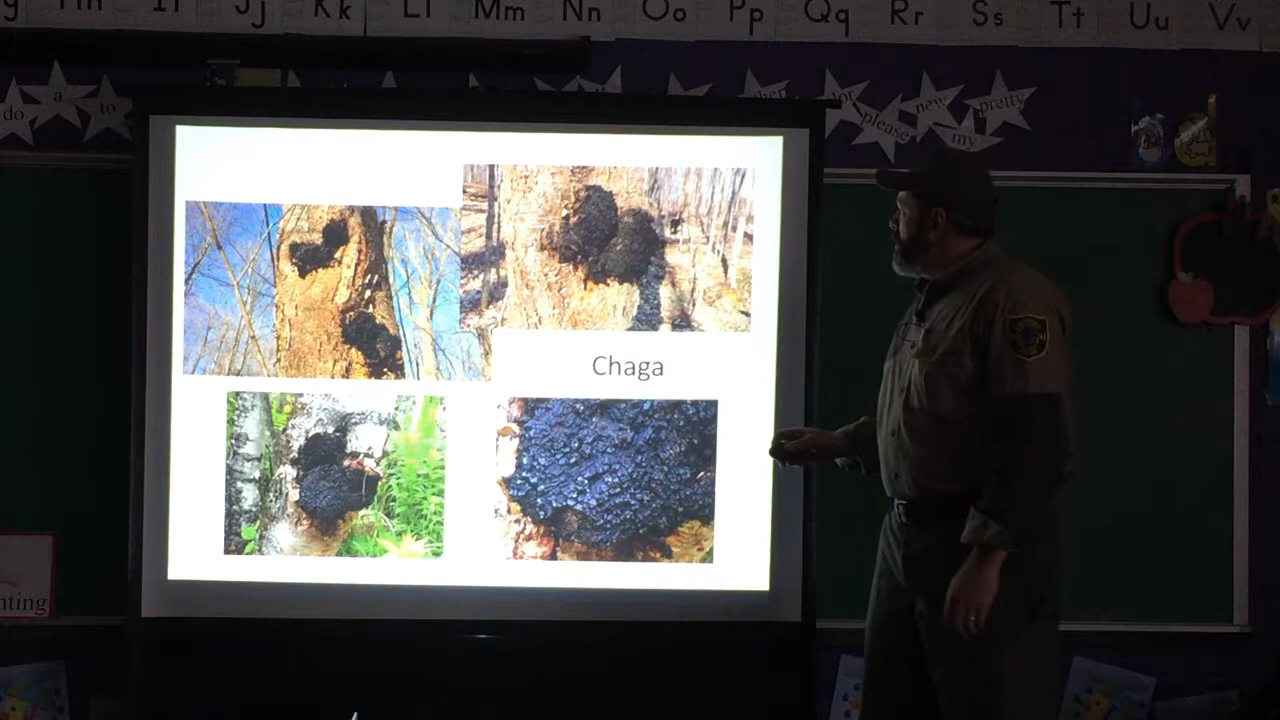 Jj Kk Ll Mm Nn Oo Pp Qq Rr Ss Tt Uu Vv
do a to
for please new my pretty
Chaga
nting